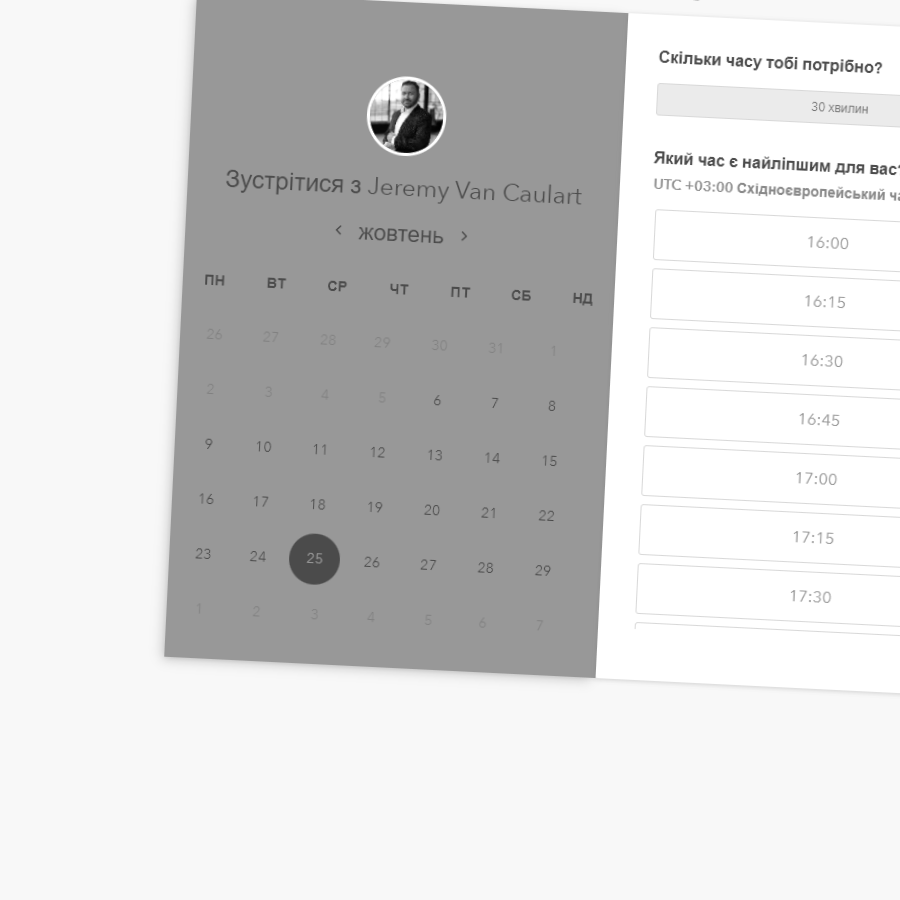 Зустрітися з Jeremy Van Caulart
жовтень
ПН ВТ СР ЧТ ПТ СБ НД
26 27 28 29 30 31 1
2 3 4 5 6 7 8
9 10 11 12 13 14 15
16 17 18 19 20 21 22
23 24 25 26 27 28 29
1 2 3 4 5 6 7
Скільки часу тобі потрібно?
30 хвилин
Який час є найліпшим для вас?
UTC +03:00 Східноєвропейський
16:00
16:15
16:30
16:45
17:00
17:15
17:30